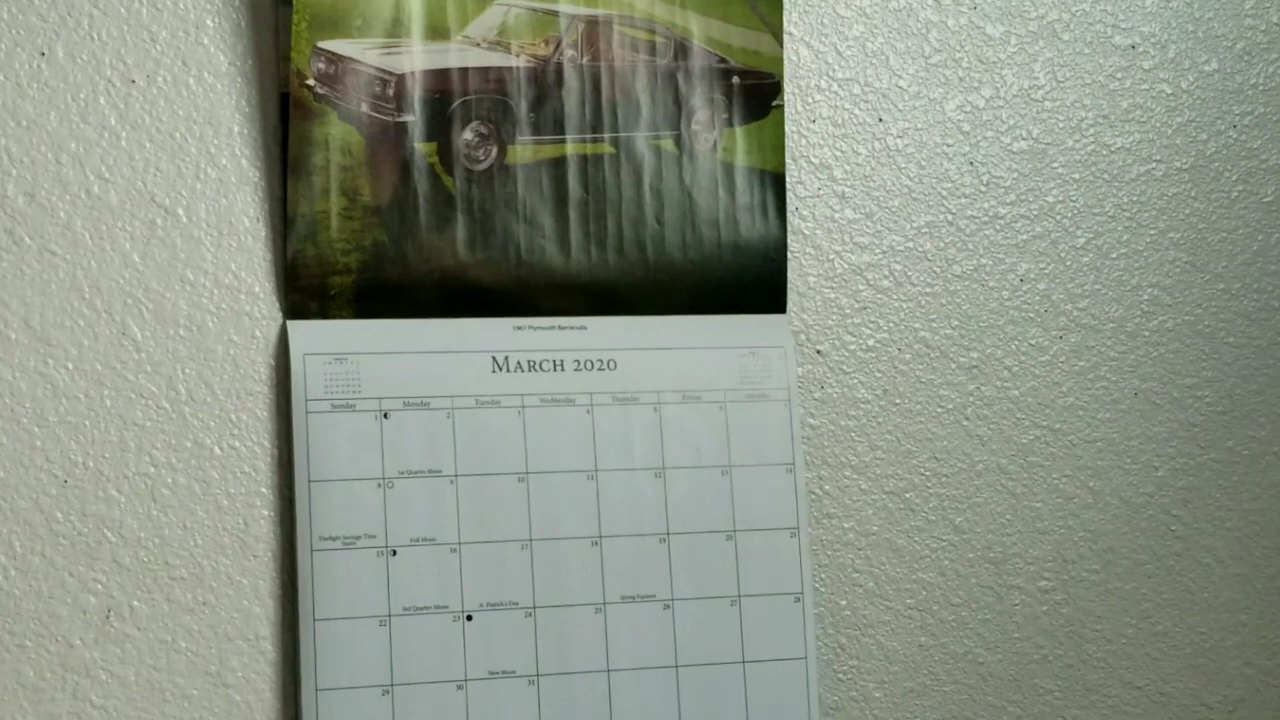 1967 Plymouth Barracuda
MARCH 2020
Sunday Monday Tuesday Wednesday Thursday Friday
1 2 3 4 5 6 7
1st Quarter Moon
8 9 10 11 12 13 14
Daylight Savings Time
Starts
Full Moon
15 16 17 18 19 20 21
3rd Quarter Moon
St. Patrick's Day
Spring Equinox
22 23 24 25 26 27 28
New Moon
29 30 31